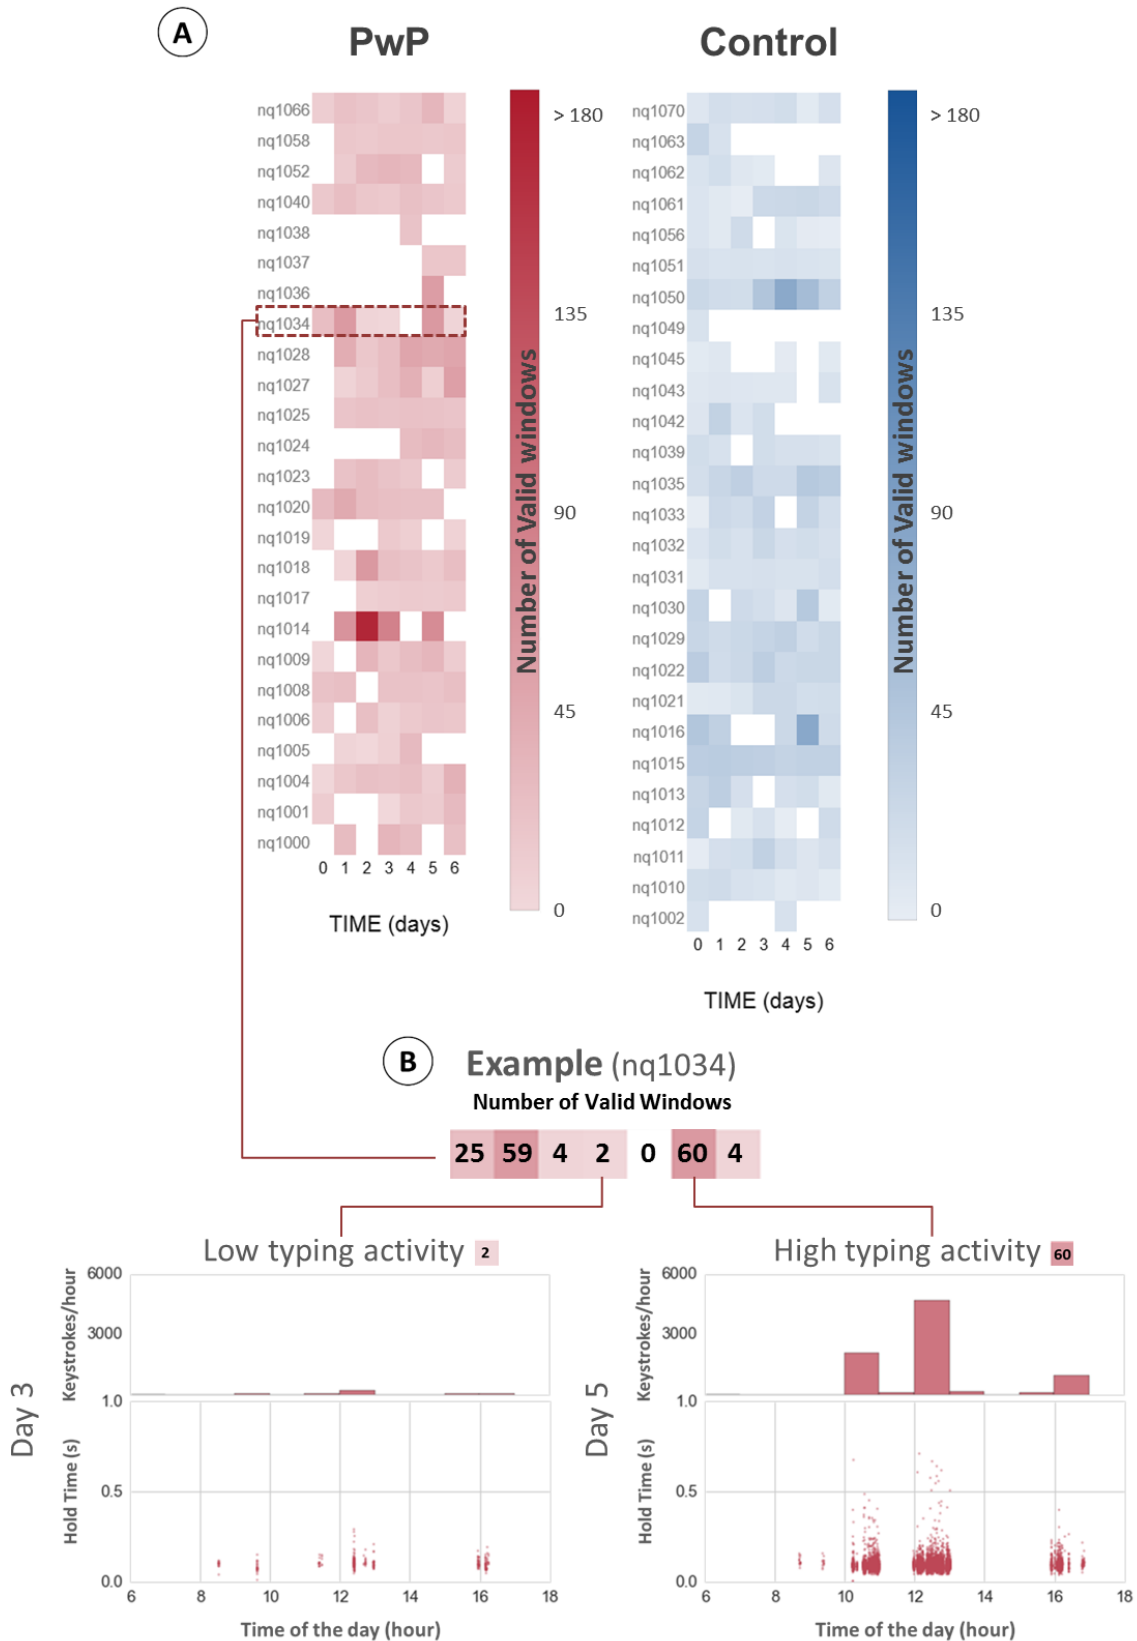 A
PwP
Control
nq1066
nq1058
nq1052
nq1040
nq1038
nq1037
nq1036
nq1034
nq1028
nq1027
nq1025
nq1024
nq1023
nq1020
nq1019
nq1018
nq1017
nq1014
nq1009
nq1008
nq1006
nq1005
nq1004
nq1001
nq1000
0 1 2 3 4 5 6
TIME (days)
> 180
135
90
45
0
Number of Valid windows
nq1070
nq1063
nq1062
nq1061
nq1056
nq1051
nq1050
nq1049
nq1045
nq1043
nq1042
nq1039
nq1035
nq1033
nq1032
nq1031
nq1030
nq1029
nq1022
nq1021
nq1016
nq1015
nq1013
nq1012
nq1011
nq1010
nq1002
0 1 2 3 4 5 6
TIME (days)
> 180
135
90
45
0
Number of Valid windows
B
Example (nq1034)
Number of Valid Windows
25 59 4 2 0 60 4
Low typing activity 2
Day 3
Keystrokes/hour
6000
3000
Hold Time (s)
1.0
0.5
0.0
6 8 10 12 14 16 18
Time of the day (hour)
High typing activity 60
Day 5
Keystrokes/hour
6000
3000
Hold Time (s)
1.0
0.5
0.0
6 8 10 12 14 16 18
Time of the day (hour)